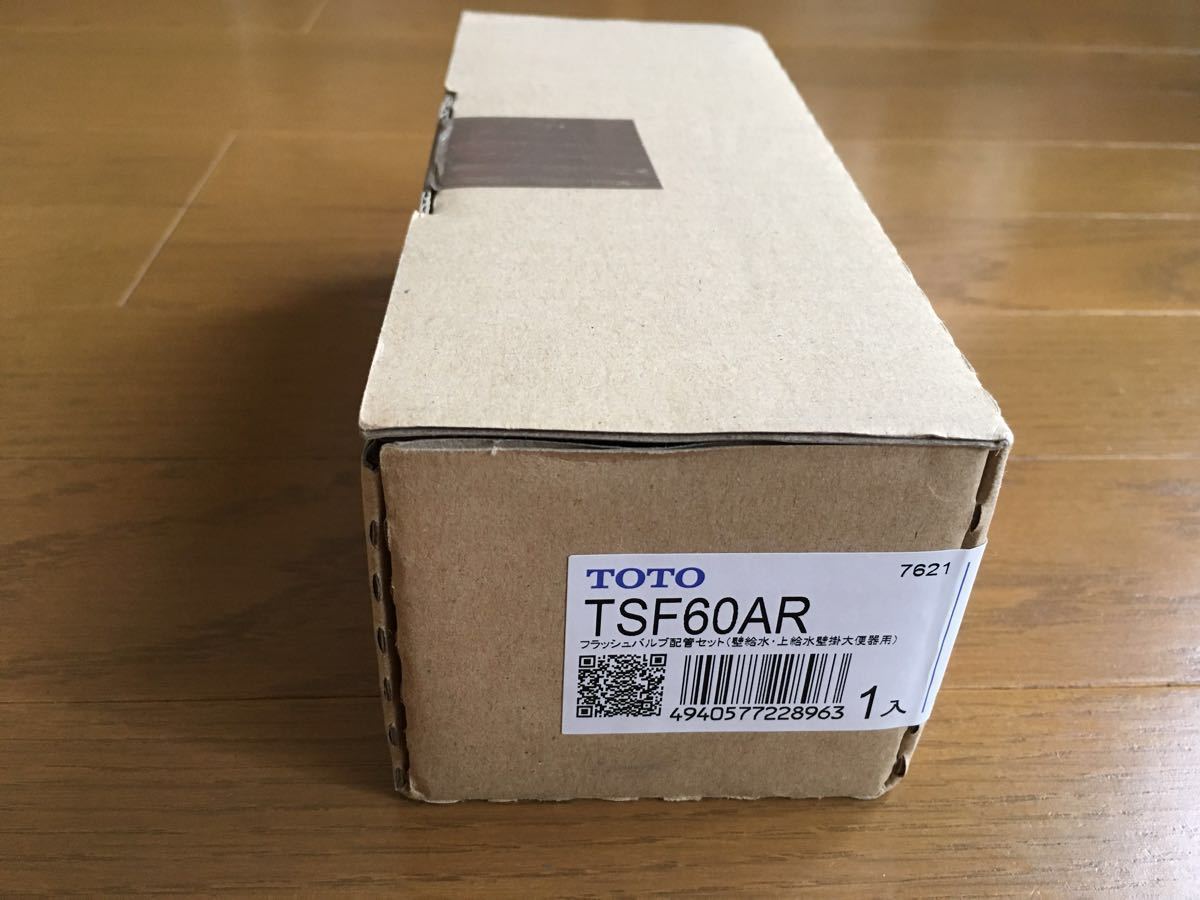 TOTO 7621
TSF60AR
フラッシュバルブ配管セット(壁給水・上給水壁掛大便器用)
4940577228963 1入